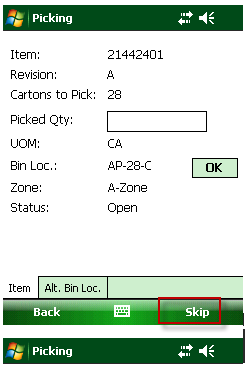 Picking
Item: 21442401
Revision: A
Cartons to Pick: 28
Picked Qty:
UOM: CA
Bin Loc.: AP-28-C OK
Zone: A-Zone
Status: Open
Item Alt. Bin Loc.
Back Skip
Picking